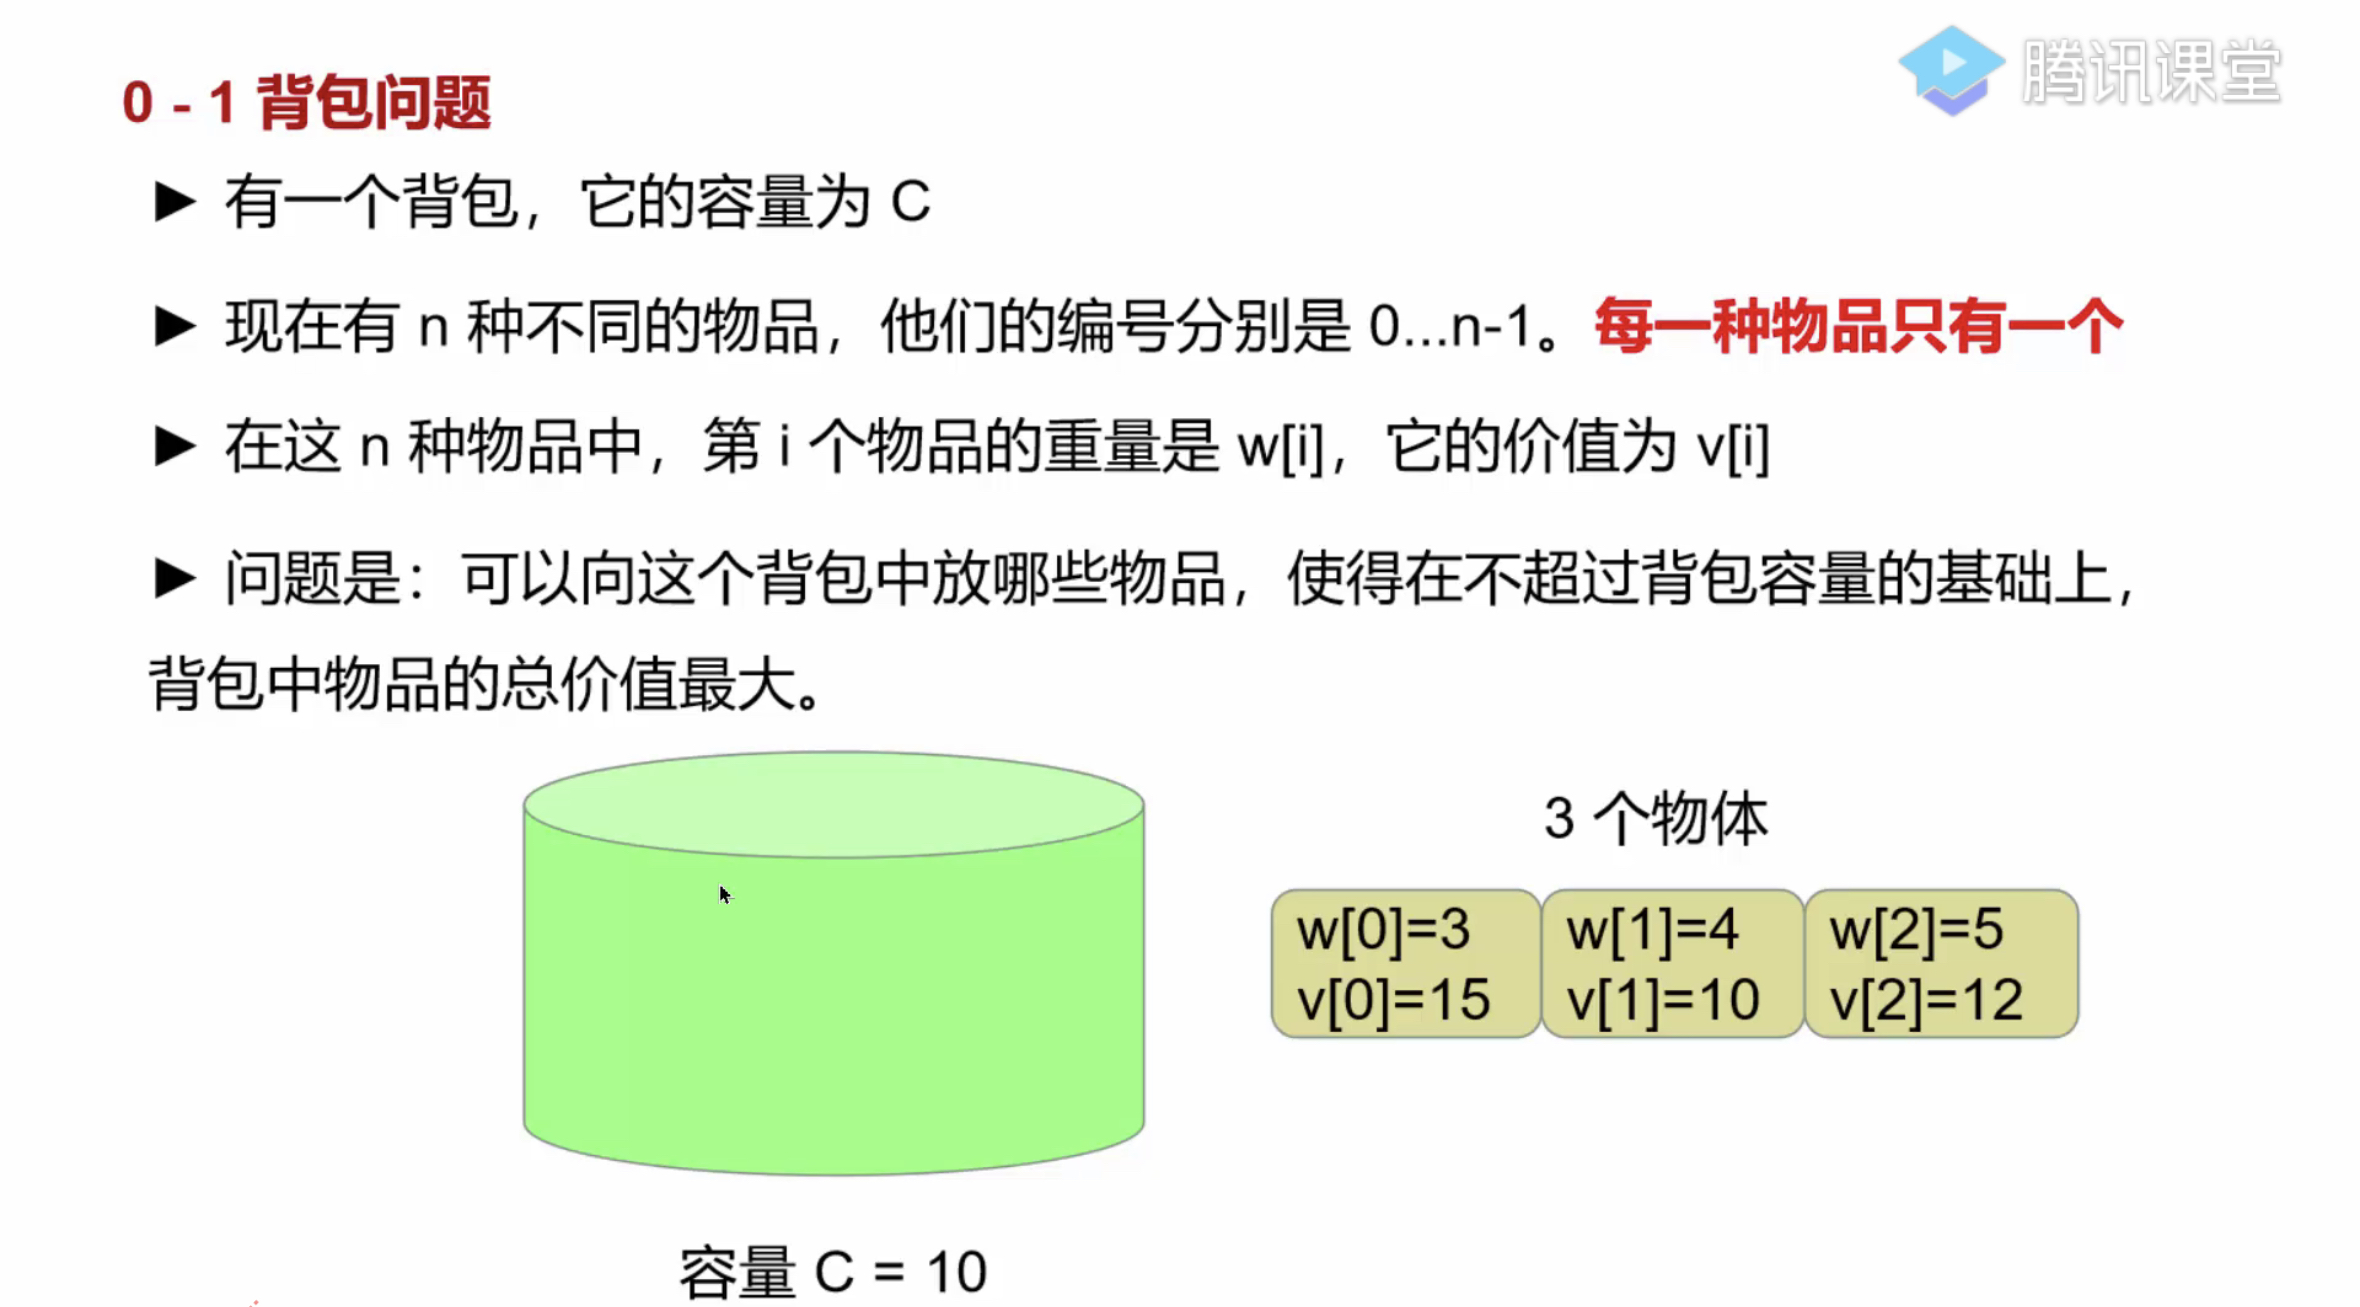 腾讯课堂
0 - 1 背包问题
► 有一个背包，它的容量为 C
► 现在有 n 种不同的物品，他们的编号分别是 0...n-1。每一种物品只有一个
► 在这 n 种物品中，第 i 个物品的重量是 w[i]，它的价值为 v[i]
► 问题是：可以向这个背包中放哪些物品，使得在不超过背包容量的基础上，
背包中物品的总价值最大。
3 个物体
w[0]=3 w[1]=4 w[2]=5
v[0]=15 v[1]=10 v[2]=12
容量 C = 10